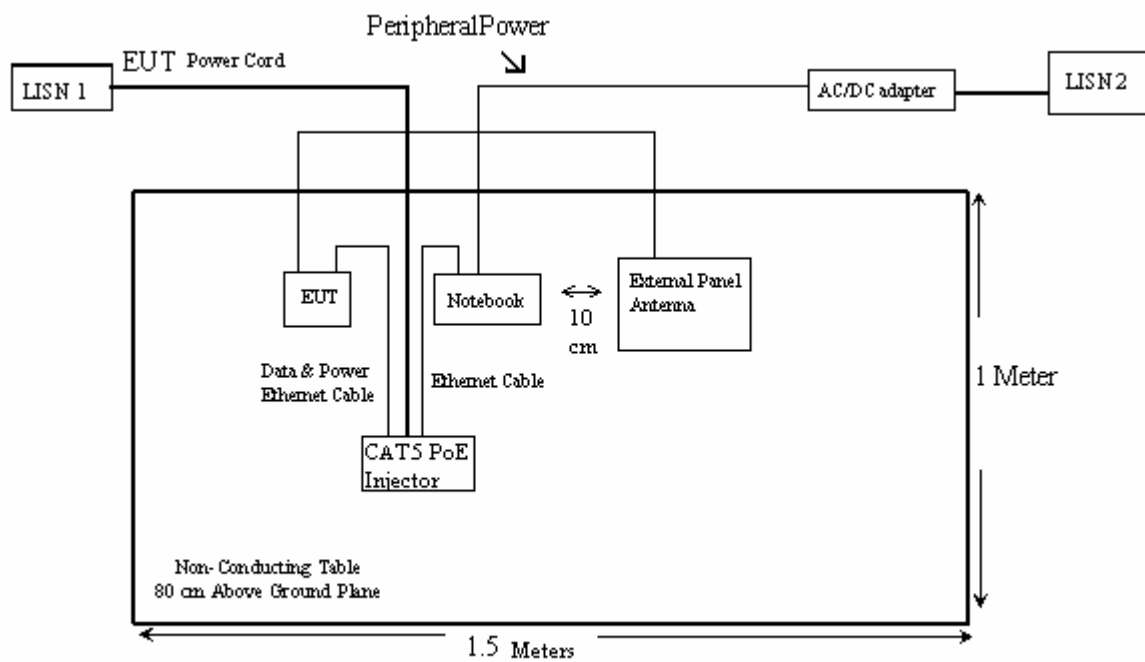 PeripheralPower
EUT Power Cord
LISN 1
AC/DC adapter
LISN 2
EUT
Notebook
External Panel
Antenna
10
cm
Data & Power
Ethernet Cable
Ethernet Cable
1 Meter
CAT5 PoE
Injector
Non- Conducting Table
80 cm Above Ground Plane
1.5 Meters